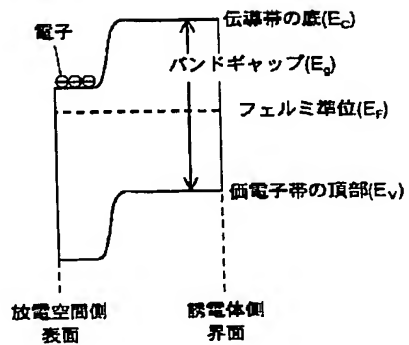 伝導帯の底(EC)
電子
バンドギャップ(Eg)
フェルミ準位(EF)
価電子帯の頂部(EV)
放電空間側
表面
誘電体側
界面